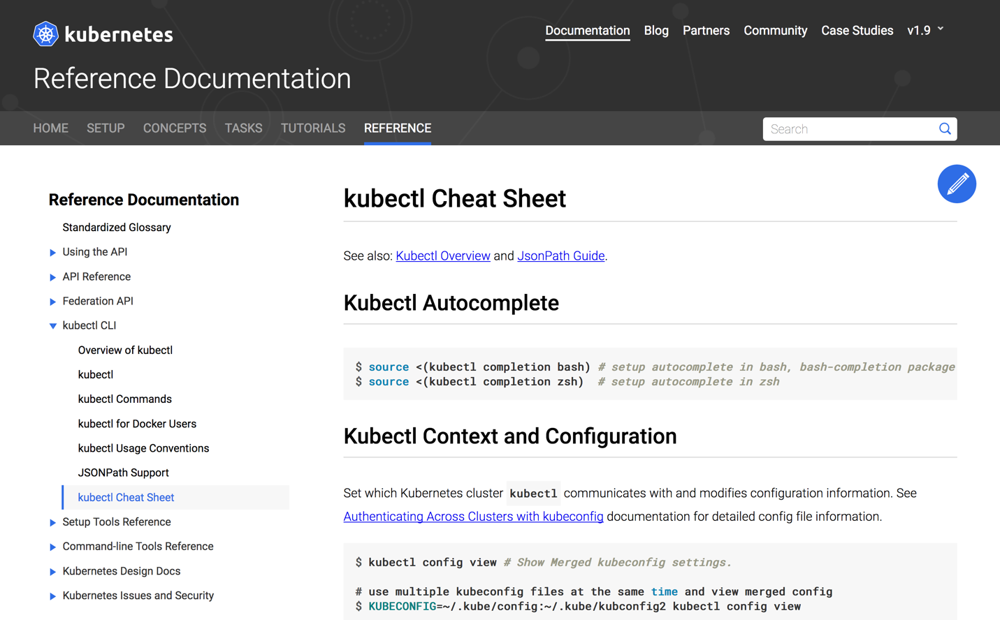 kubernetes
Documentation Blog Partners Community Case Studies v1.9
Reference Documentation
HOME SETUP CONCEPTS TASKS TUTORIALS REFERENCE
Search
Reference Documentation
Standardized Glossary
Using the API
API Reference
Federation API
kubectl CLI
Overview of kubectl
kubectl
kubectl Commands
kubectl for Docker Users
kubectl Usage Conventions
JSONPath Support
kubectl Cheat Sheet
Setup Tools Reference
Command-line Tools Reference
Kubernetes Design Docs
Kubernetes Issues and Security
kubectl Cheat Sheet
See also: Kubectl Overview and JsonPath Guide.
Kubectl Autocomplete
$ source <(kubectl completion bash) # setup autocomplete in bash, bash-completion package
$ source <(kubectl completion zsh)  # setup autocomplete in zsh
Kubectl Context and Configuration
Set which Kubernetes cluster kubectl communicates with and modifies configuration information. See
Authenticating Across Clusters with kubeconfig documentation for detailed config file information.
$ kubectl config view # Show Merged kubeconfig settings.
# use multiple kubeconfig files at the same time and view merged config
$ KUBECONFIG=~/.kube/config:~/.kube/kubconfig2 kubectl config view